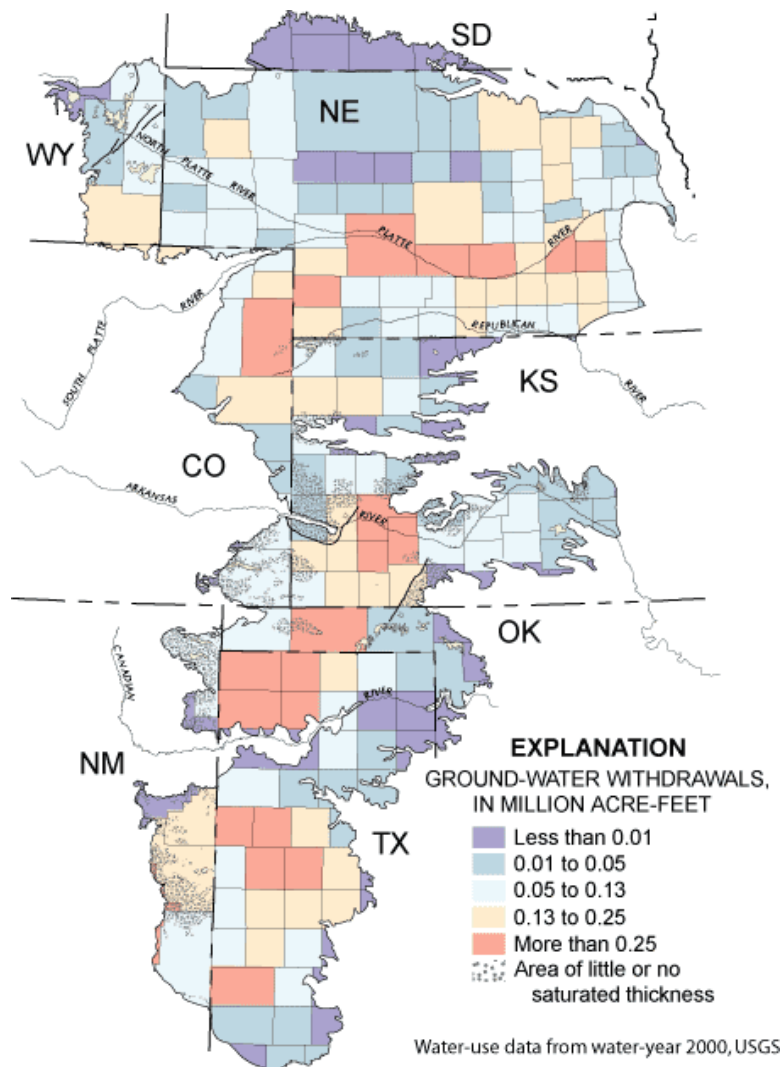 SD
NE
WY
NORTH PLATTE RIVER
PLATTE RIVER
SOUTH PLATTE RIVER
REPUBLICAN RIVER
KS
CO
ARKANSAS RIVER
OK
CANADIAN RIVER
NM
TX
EXPLANATION
GROUND-WATER WITHDRAWALS,
IN MILLION ACRE-FEET
Less than 0.01
0.01 to 0.05
0.05 to 0.13
0.13 to 0.25
More than 0.25
Area of little or no
saturated thickness
Water-use data from water-year 2000, USGS